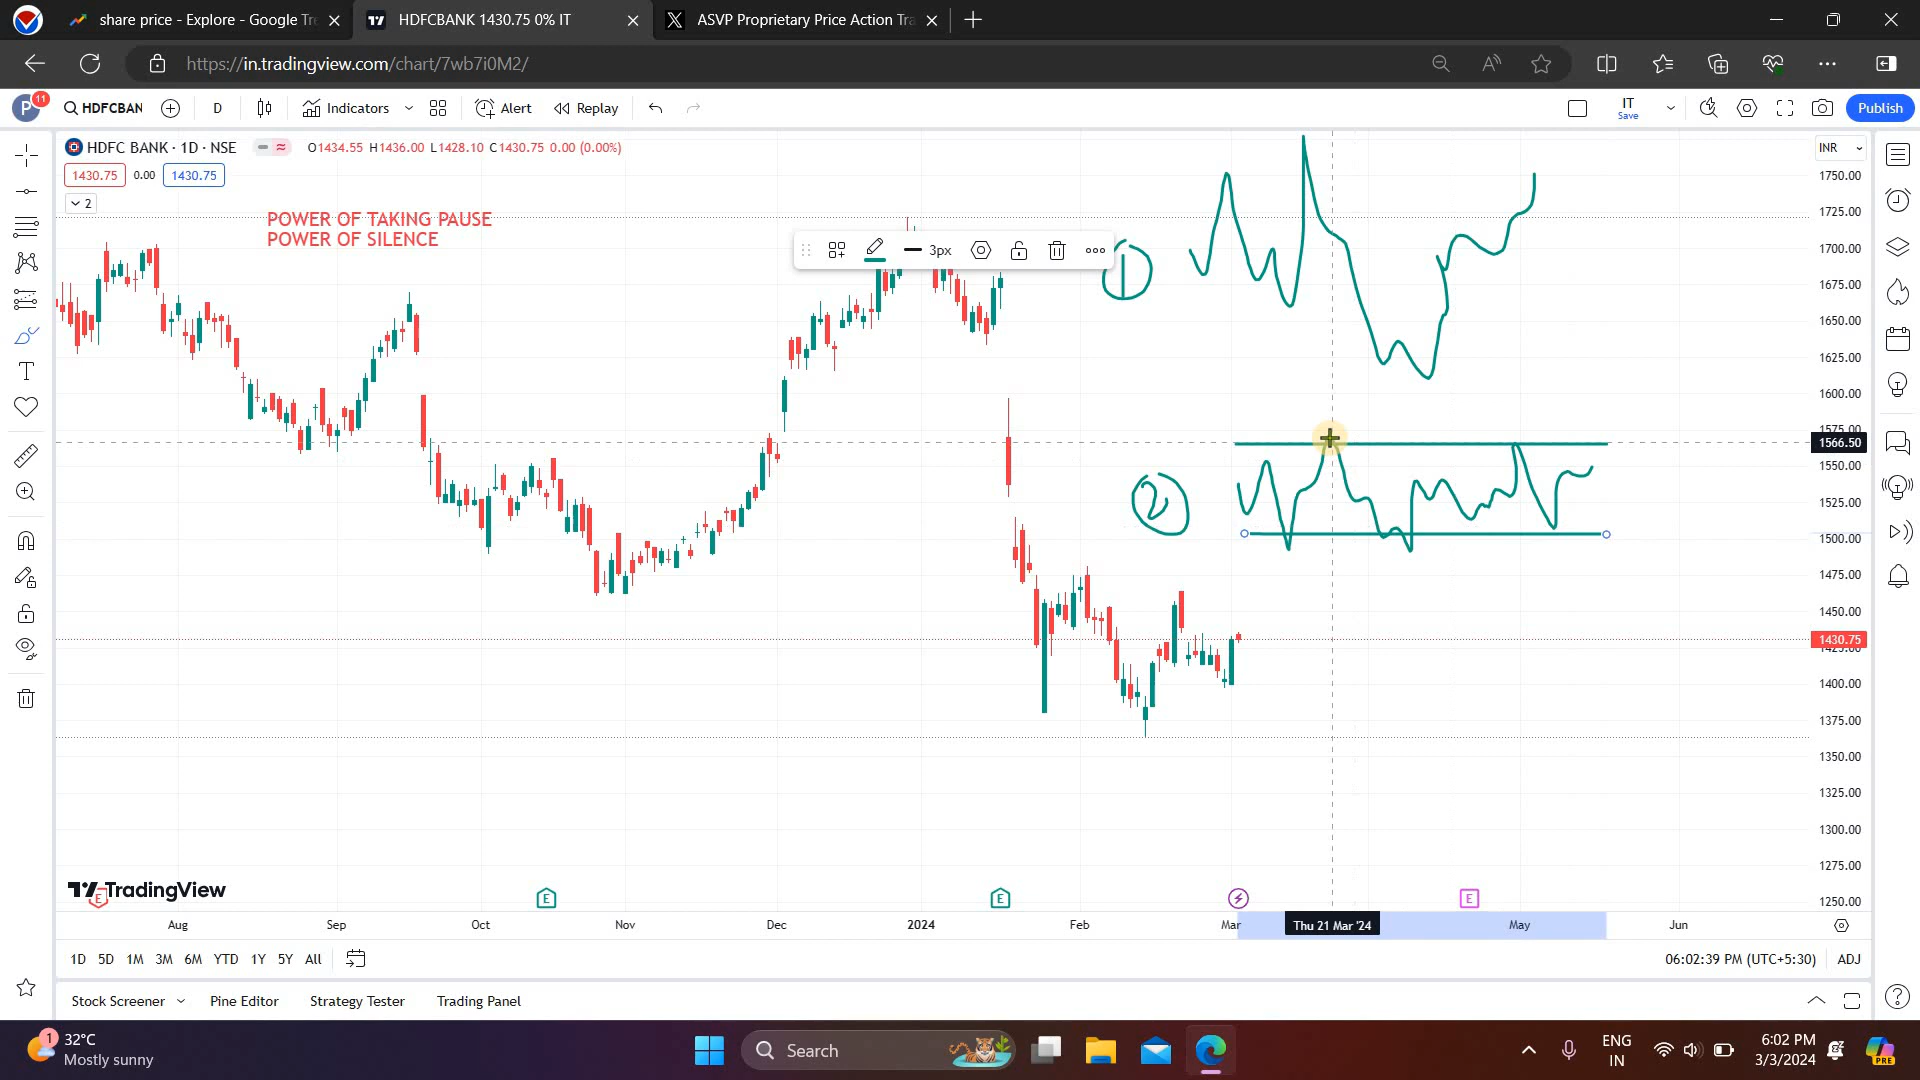 share price - Explore - Google Tre
HDFCBANK 1430.75 0% IT
ASVP Proprietary Price Action Tra
https://in.tradingview.com/chart/7wb7i0M2/
P 11
HDFCBAN
D
Indicators
Alert
Replay
IT
Save
Publish
HDFC BANK · 1D · NSE
O1434.55 H1436.00 L1428.10 C1430.75 0.00 (0.00%)
INR
1430.75 0.00 1430.75
2
POWER OF TAKING PAUSE
POWER OF SILENCE
3px
1
2
1750.00
1725.00
1700.00
1675.00
1650.00
1625.00
1600.00
1575.00
1566.50
1550.00
1525.00
1500.00
1475.00
1450.00
1430.75
1425.00
1400.00
1375.00
1350.00
1325.00
1300.00
1275.00
1250.00
TradingView
E E E E
Aug Sep Oct Nov Dec 2024 Feb Mar Thu 21 Mar '24 May Jun
1D 5D 1M 3M 6M YTD 1Y 5Y All
06:02:39 PM (UTC+5:30) ADJ
Stock Screener Pine Editor Strategy Tester Trading Panel
1
32°C
Mostly sunny
Search
ENG
IN
6:02 PM
3/3/2024
PRE